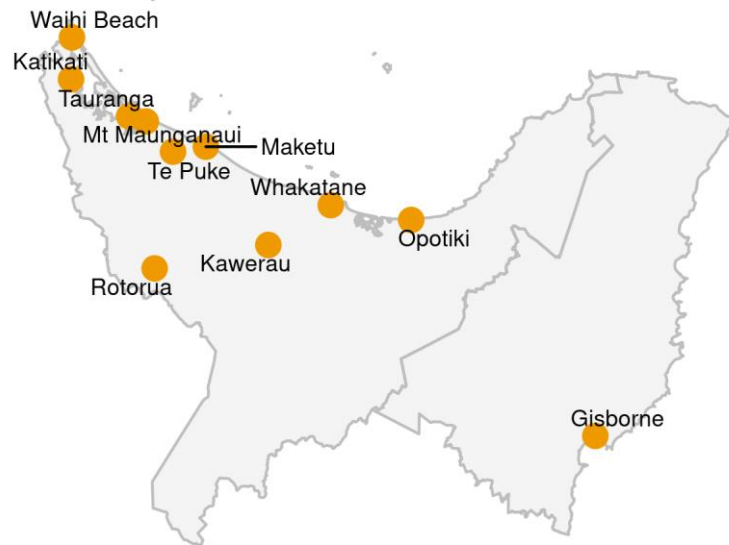 Waihi Beach
Katikati
Tauranga
Mt Maunganaui
Te Puke
Maketu
Whakatane
Opotiki
Kawerau
Rotorua
Gisborne